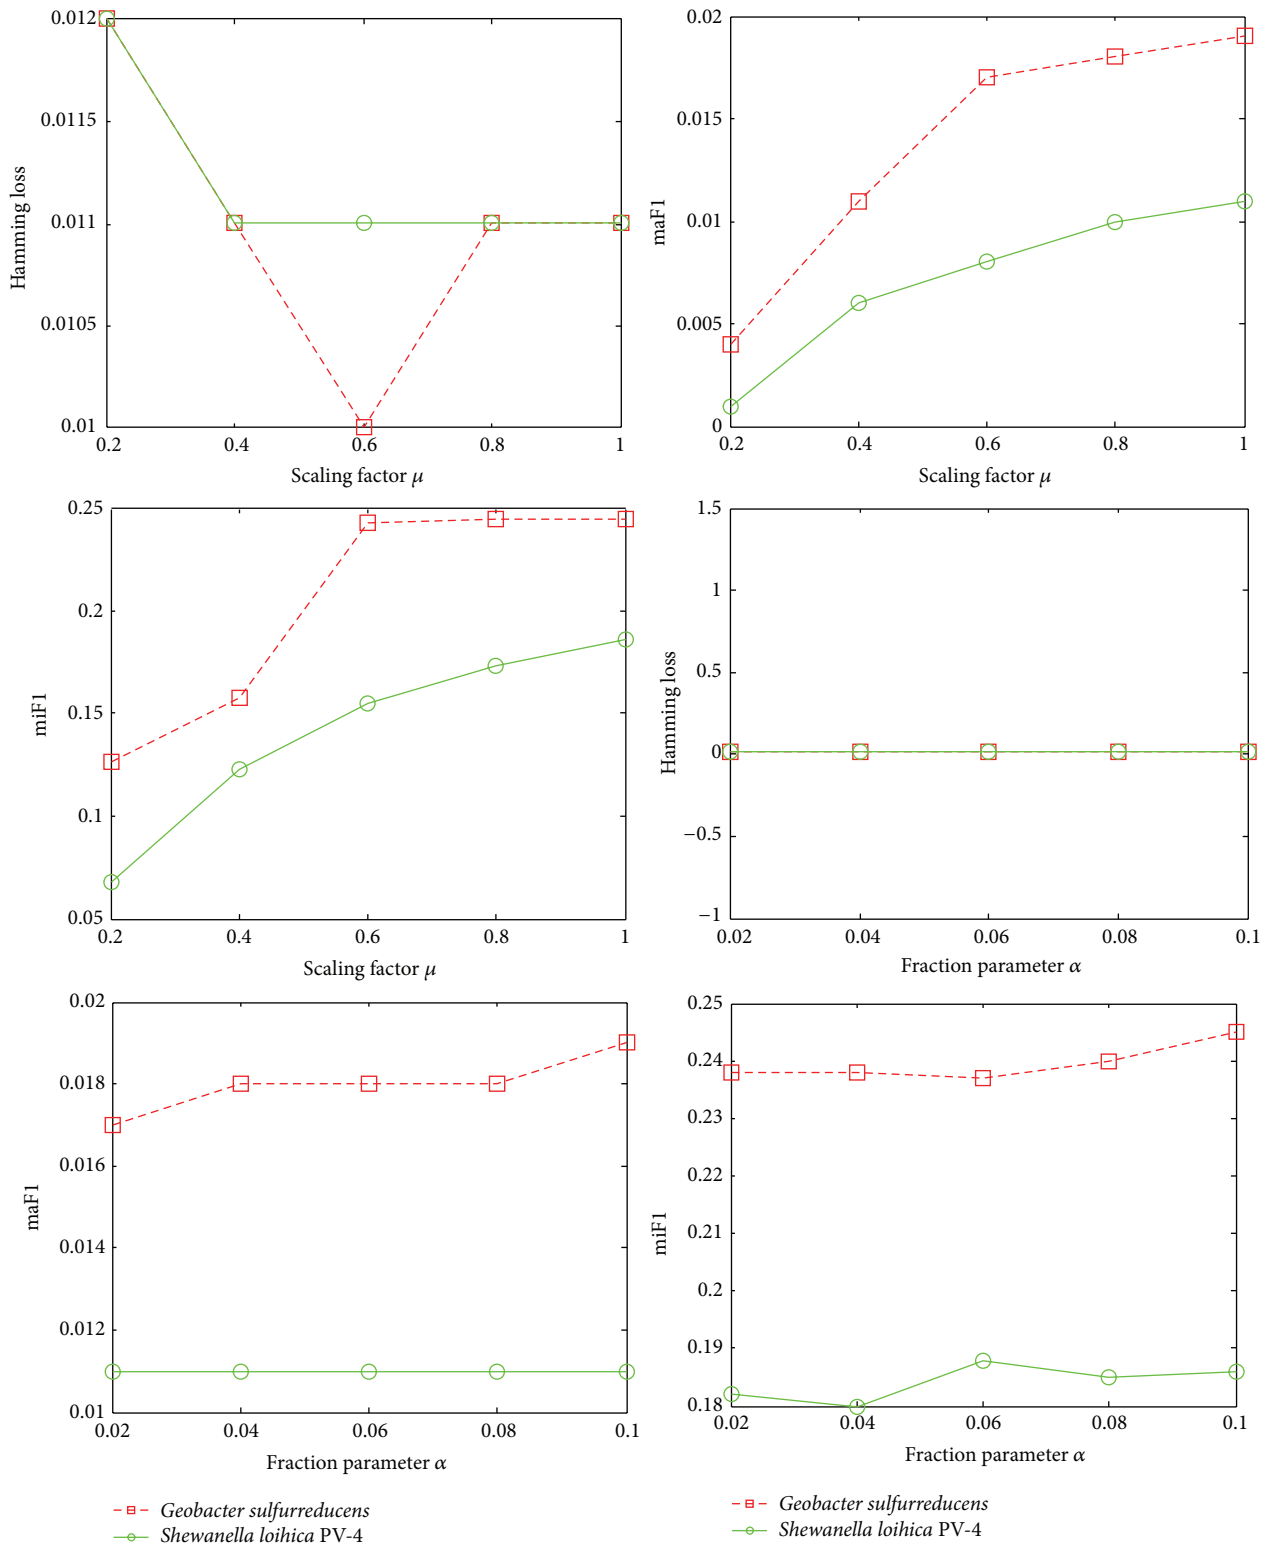 0.012
0.0115
0.011
0.0105
0.01
Hamming loss
0.2 0.4 0.6 0.8 1
Scaling factor μ
0.02
0.015
0.01
0.005
0
maF1
0.2 0.4 0.6 0.8 1
Scaling factor μ
0.25
0.2
0.15
0.1
0.05
miF1
0.2 0.4 0.6 0.8 1
Scaling factor μ
1.5
1
0.5
0
−0.5
−1
Hamming loss
0.02 0.04 0.06 0.08 0.1
Fraction parameter α
0.02
0.018
0.016
0.014
0.012
0.01
maF1
0.02 0.04 0.06 0.08 0.1
Fraction parameter α
Geobacter sulfurreducens
Shewanella loihica PV-4
0.25
0.24
0.23
0.22
0.21
0.2
0.19
0.18
miF1
0.02 0.04 0.06 0.08 0.1
Fraction parameter α
Geobacter sulfurreducens
Shewanella loihica PV-4